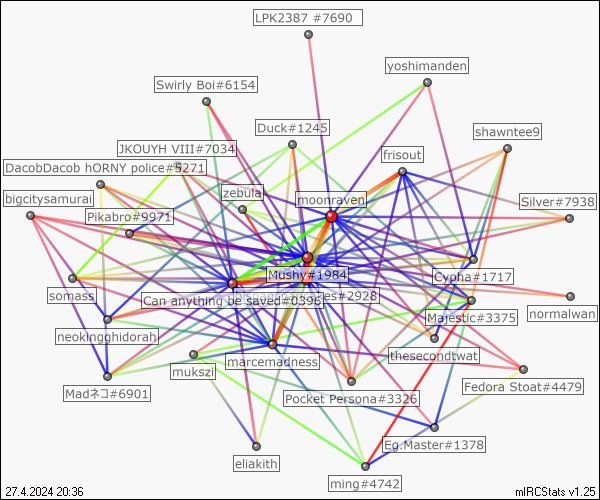 LPK2387 #7690
yoshimanden
Swirly Boi#6154
Duck#1245
shawntee9
JKOUYH VIII#7034
frisout
DacobDacob hORNY police#5271
zebula
bigcitysamurai
moonraven
Silver#7938
Pikabro#9971
Mushy#1984
Cypha#1717
somass
Can anything be saved#0396
es#2928
normalwan
Majestic#3375
neokingghidorah
marcemadness
thesecondtwat
mukszi
Fedora Stoat#4479
Madネコ#6901
Pocket Persona#3326
Eg.Master#1378
eliakith
ming#4742
27.4.2024 20:36
mIRCStats v1.25